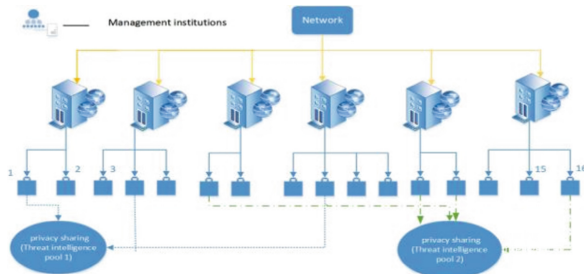 Management institutions
Network
1
2
3
15
16
privacy sharing
(Threat intelligence
pool 1)
privacy sharing
(Threat intelligence
pool 2)